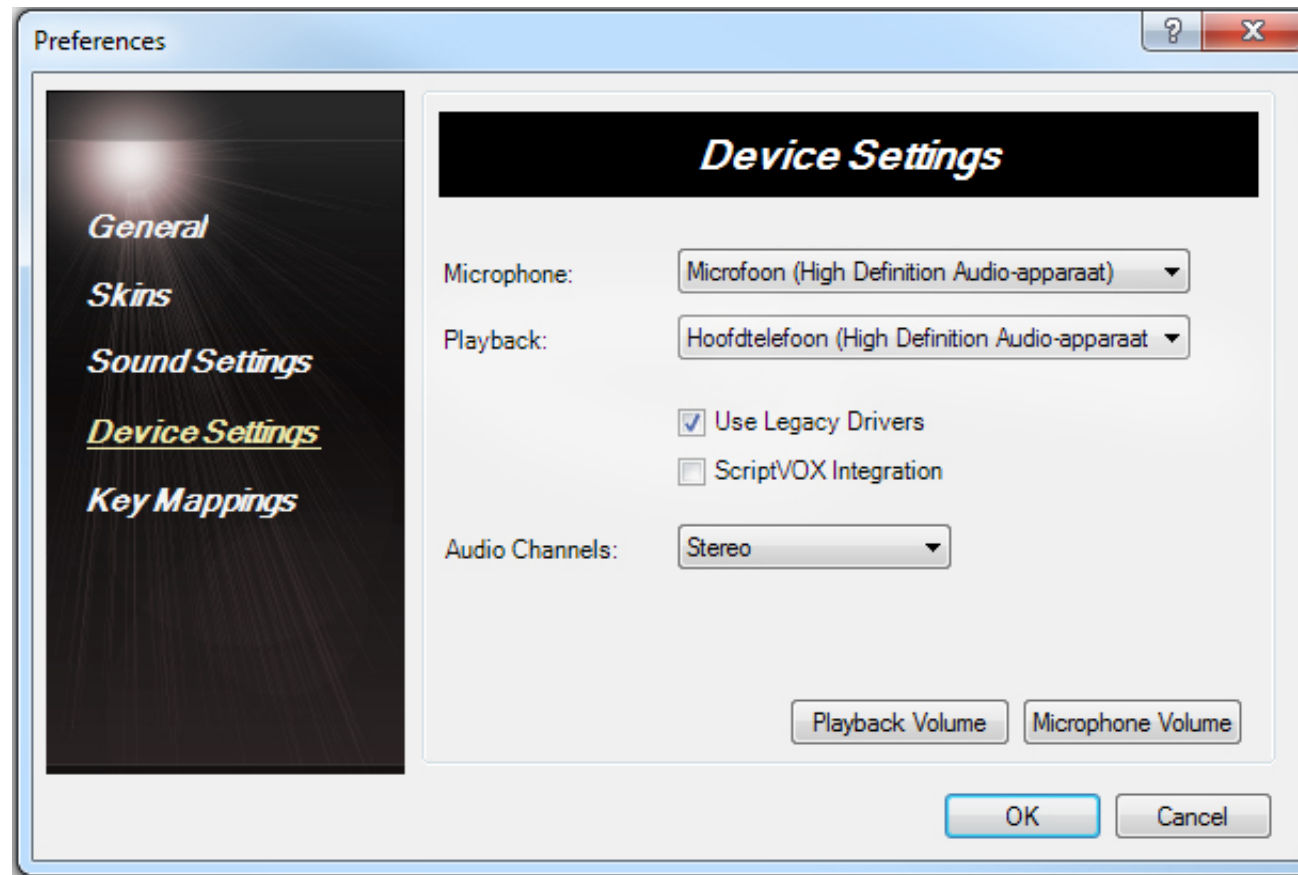 Preferences
General
Skins
Sound Settings
Device Settings
Key Mappings
Device Settings
Microphone: Microfoon (High Definition Audio-apparaat)
Playback: Hoofdtelefoon (High Definition Audio-apparaat
Use Legacy Drivers
ScriptVOX Integration
Audio Channels: Stereo
Playback Volume Microphone Volume
OK Cancel